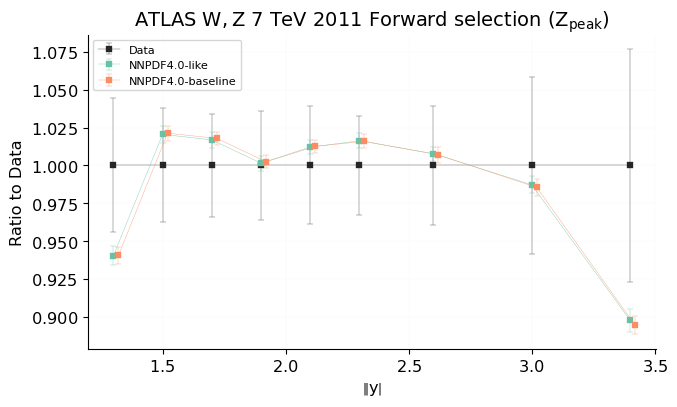 ATLAS W, Z 7 TeV 2011 Forward selection (Z_peak)
Data
NNPDF4.0-like
NNPDF4.0-baseline
Ratio to Data
1.075
1.050
1.025
1.000
0.975
0.950
0.925
0.900
1.5 2.0 2.5 3.0 3.5
‖y|